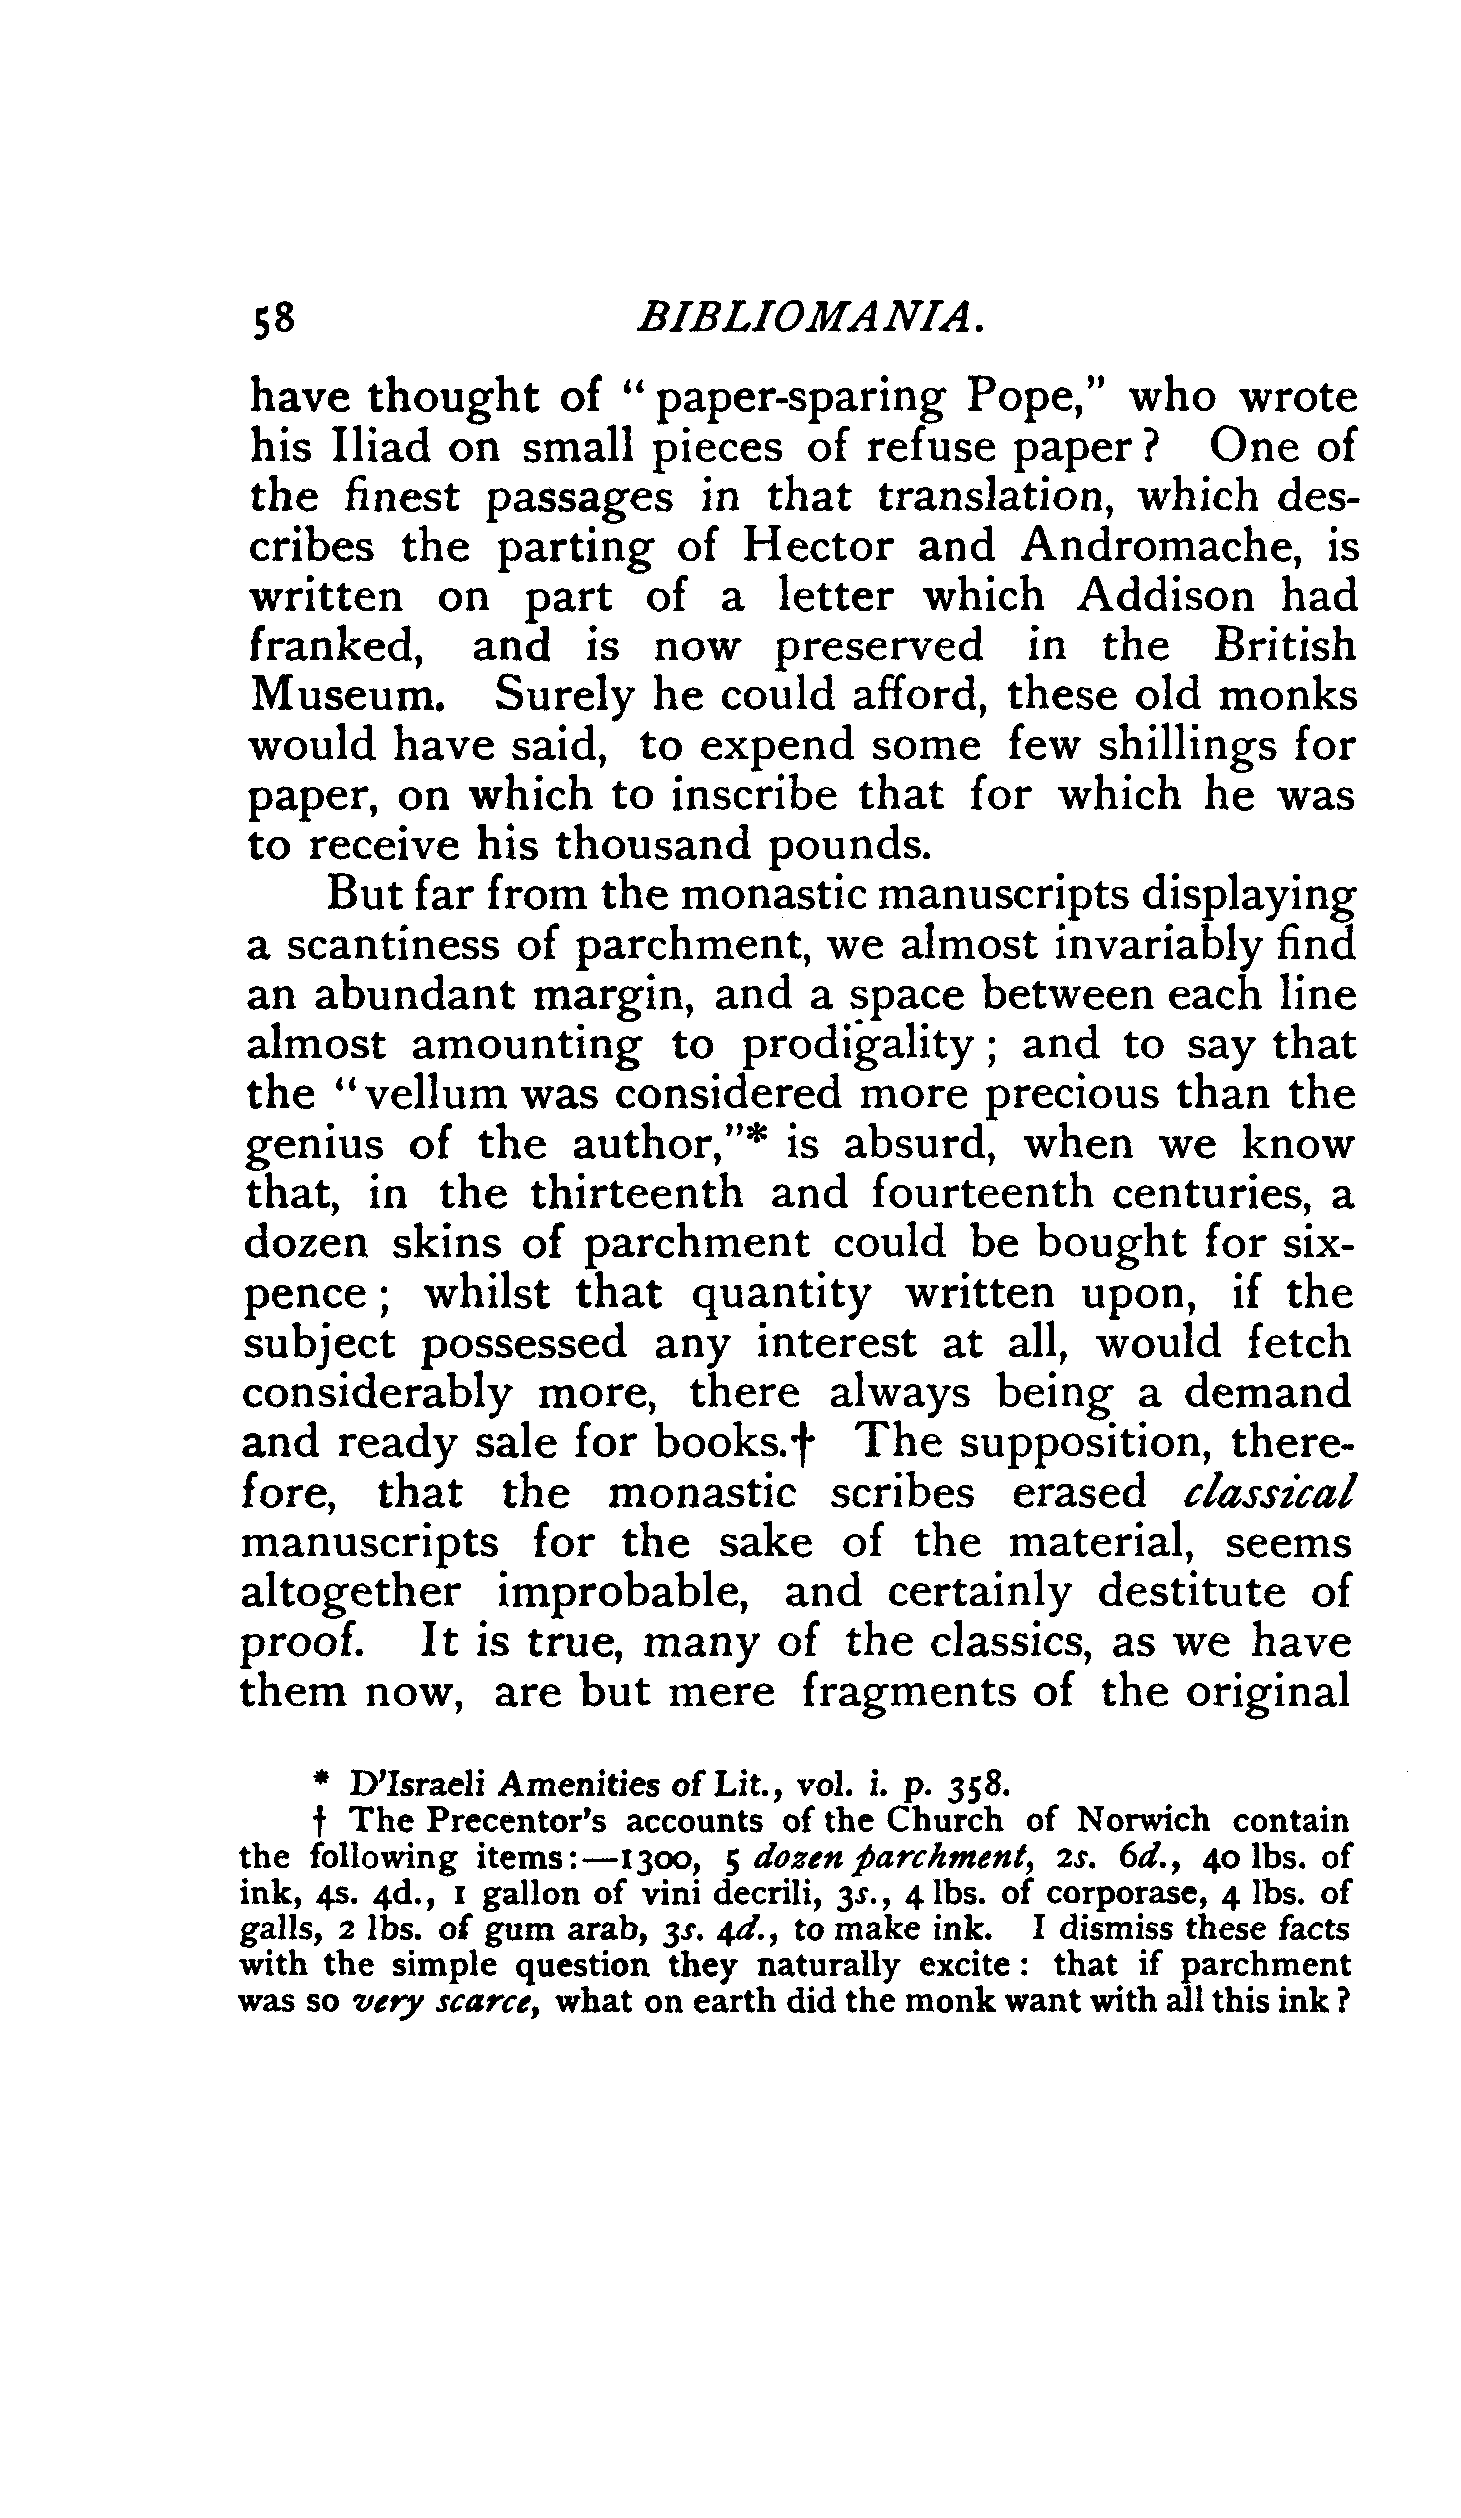 58 BIBLIOMANIA.
have thought of “paper-sparing Pope,” who wrote
his Iliad on small pieces of refuse paper? One of
the finest passages in that translation, which des-
cribes the parting of Hector and Andromache, is
written on part of a letter which Addison had
franked, and is now preserved in the British
Museum. Surely he could afford, these old monks
would have said, to expend some few shillings for
paper, on which to inscribe that for which he was
to receive his thousand pounds.
But far from the monastic manuscripts displaying
a scantiness of parchment, we almost invariably find
an abundant margin, and a space between each line
almost amounting to prodigality; and to say that
the “vellum was considered more precious than the
genius of the author,”* is absurd, when we know
that, in the thirteenth and fourteenth centuries, a
dozen skins of parchment could be bought for six-
pence; whilst that quantity written upon, if the
subject possessed any interest at all, would fetch
considerably more, there always being a demand
and ready sale for books.† The supposition, there-
fore, that the monastic scribes erased classical
manuscripts for the sake of the material, seems
altogether improbable, and certainly destitute of
proof. It is true, many of the classics, as we have
them now, are but mere fragments of the original
* D'Israeli Amenities of Lit., vol. i. p. 358.
† The Precentor's accounts of the Church of Norwich contain
the following items:—1300, 5 dozen parchment, 2s. 6d., 40 lbs. of
ink, 4s. 4d., 1 gallon of vini decrili, 3s., 4 lbs. of corporase, 4 lbs. of
galls, 2 lbs. of gum arab, 3s. 4d., to make ink. I dismiss these facts
with the simple question they naturally excite: that if parchment
was so very scarce, what on earth did the monk want with all this ink?